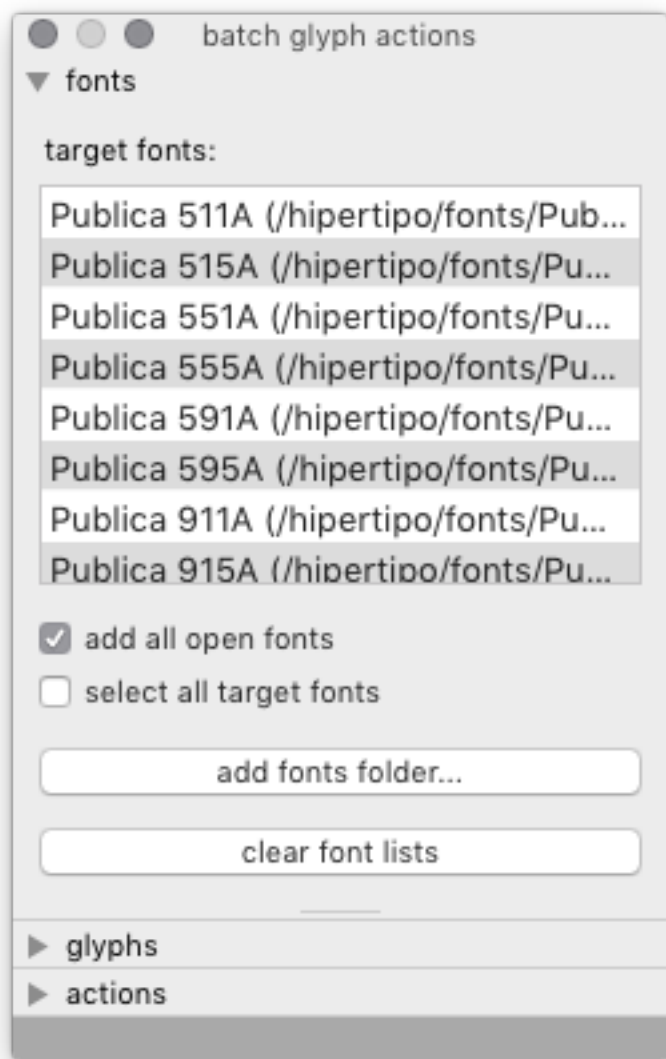 batch glyph actions
fonts
target fonts:
Publica 511A (/hipertipo/fonts/Pub...
Publica 515A (/hipertipo/fonts/Pu...
Publica 551A (/hipertipo/fonts/Pu...
Publica 555A (/hipertipo/fonts/Pu...
Publica 591A (/hipertipo/fonts/Pu...
Publica 595A (/hipertipo/fonts/Pu...
Publica 911A (/hipertipo/fonts/Pu...
Publica 915A (/hipertipo/fonts/Pu...
add all open fonts
select all target fonts
add fonts folder...
clear font lists
glyphs
actions